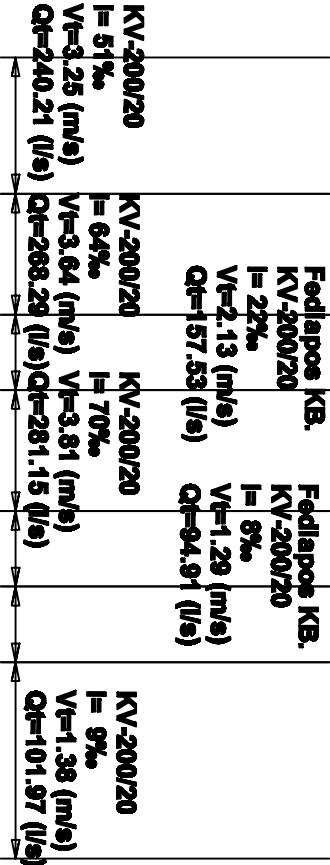 KV-200/20
I= 51‰
Vt=3.25 (m/s)
Qt=240.21 (l/s)
KV-200/20
I= 64‰
Vt=3.64 (m/s)
Qt=268.29 (l/s)
Fedlapos KB.
KV-200/20
I= 22‰
Vt=2.13 (m/s)
Qt=157.53 (l/s)
KV-200/20
I= 70‰
Vt=3.81 (m/s)
Qt=281.15 (l/s)
Fedlapos KB.
KV-200/20
I= 8‰
Vt=1.29 (m/s)
Qt=94.91 (l/s)
KV-200/20
I= 9‰
Vt=1.38 (m/s)
Qt=101.97 (l/s)